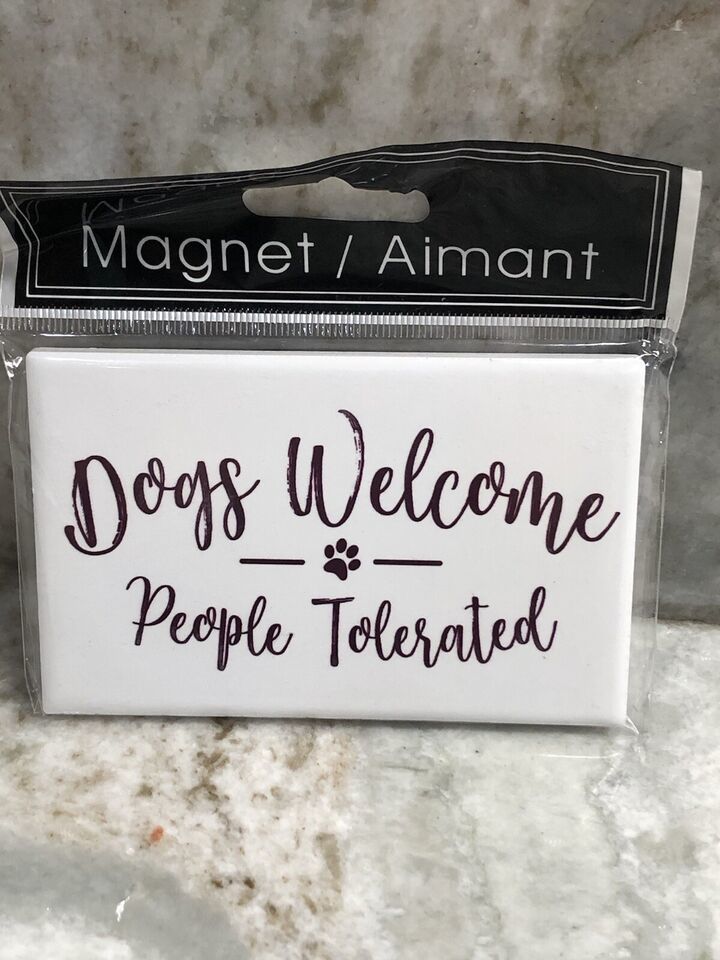 Magnet / Aimant
Dogs Welcome
People Tolerated